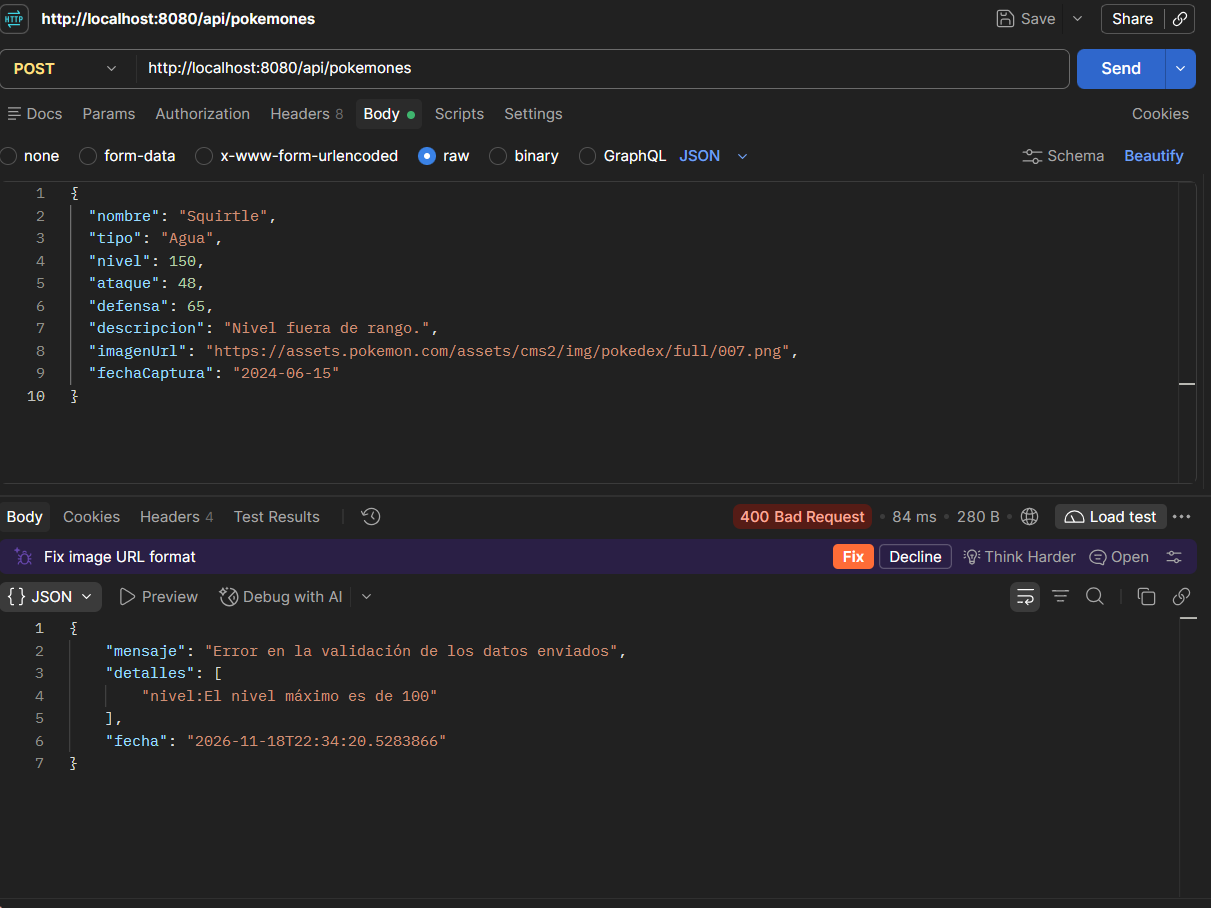 HTTP http://localhost:8080/api/pokemones Save Share
POST http://localhost:8080/api/pokemones Send
Docs Params Authorization Headers 8 Body Scripts Settings Cookies
none form-data x-www-form-urlencoded raw binary GraphQL JSON Schema Beautify
1 {
2 "nombre": "Squirtle",
3 "tipo": "Agua",
4 "nivel": 150,
5 "ataque": 48,
6 "defensa": 65,
7 "descripcion": "Nivel fuera de rango.",
8 "imagenUrl": "https://assets.pokemon.com/assets/cms2/img/pokedex/full/007.png",
9 "fechaCaptura": "2024-06-15"
10 }
Body Cookies Headers 4 Test Results 400 Bad Request 84 ms 280 B Load test
Fix image URL format Fix Decline Think Harder Open
{} JSON Preview Debug with AI
1 {
2 "mensaje": "Error en la validación de los datos enviados",
3 "detalles": [
4 "nivel:El nivel máximo es de 100"
5 ],
6 "fecha": "2026-11-18T22:34:20.5283866"
7 }